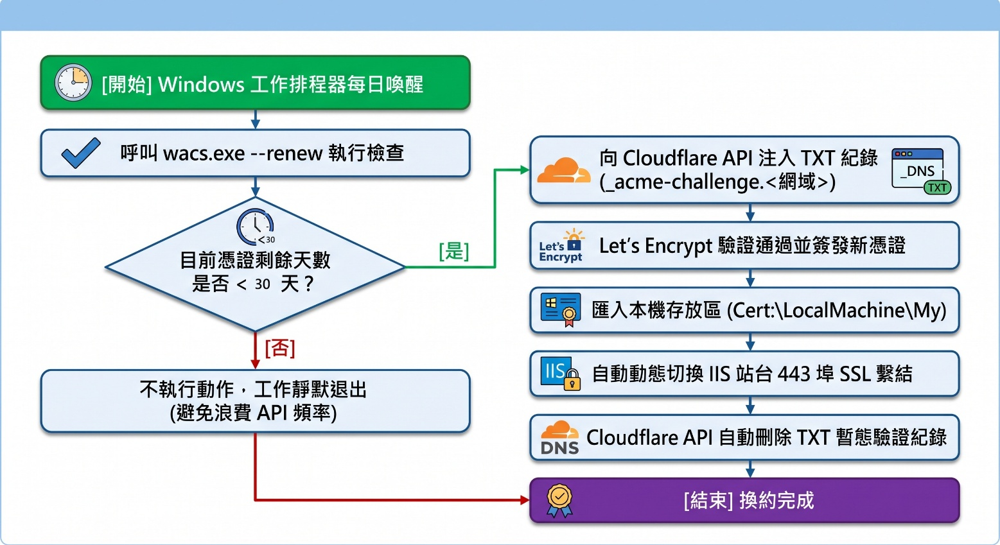 [開始] Windows 工作排程器每日喚醒
呼叫 wacs.exe --renew 執行檢查
<30
目前憑證剩餘天數
是否 < 30 天？
[是]
[否]
不執行動作，工作靜默退出
(避免浪費 API 頻率)
向 Cloudflare API 注入 TXT 紀錄
(_acme-challenge.<網域>)
_DNS
TXT
Let's
Encrypt
Let's Encrypt 驗證通過並簽發新憑證
匯入本機存放區 (Cert:\LocalMachine\My)
IIS
自動動態切換 IIS 站台 443 埠 SSL 繫結
DNS
Cloudflare API 自動刪除 TXT 暫態驗證紀錄
[結束] 換約完成